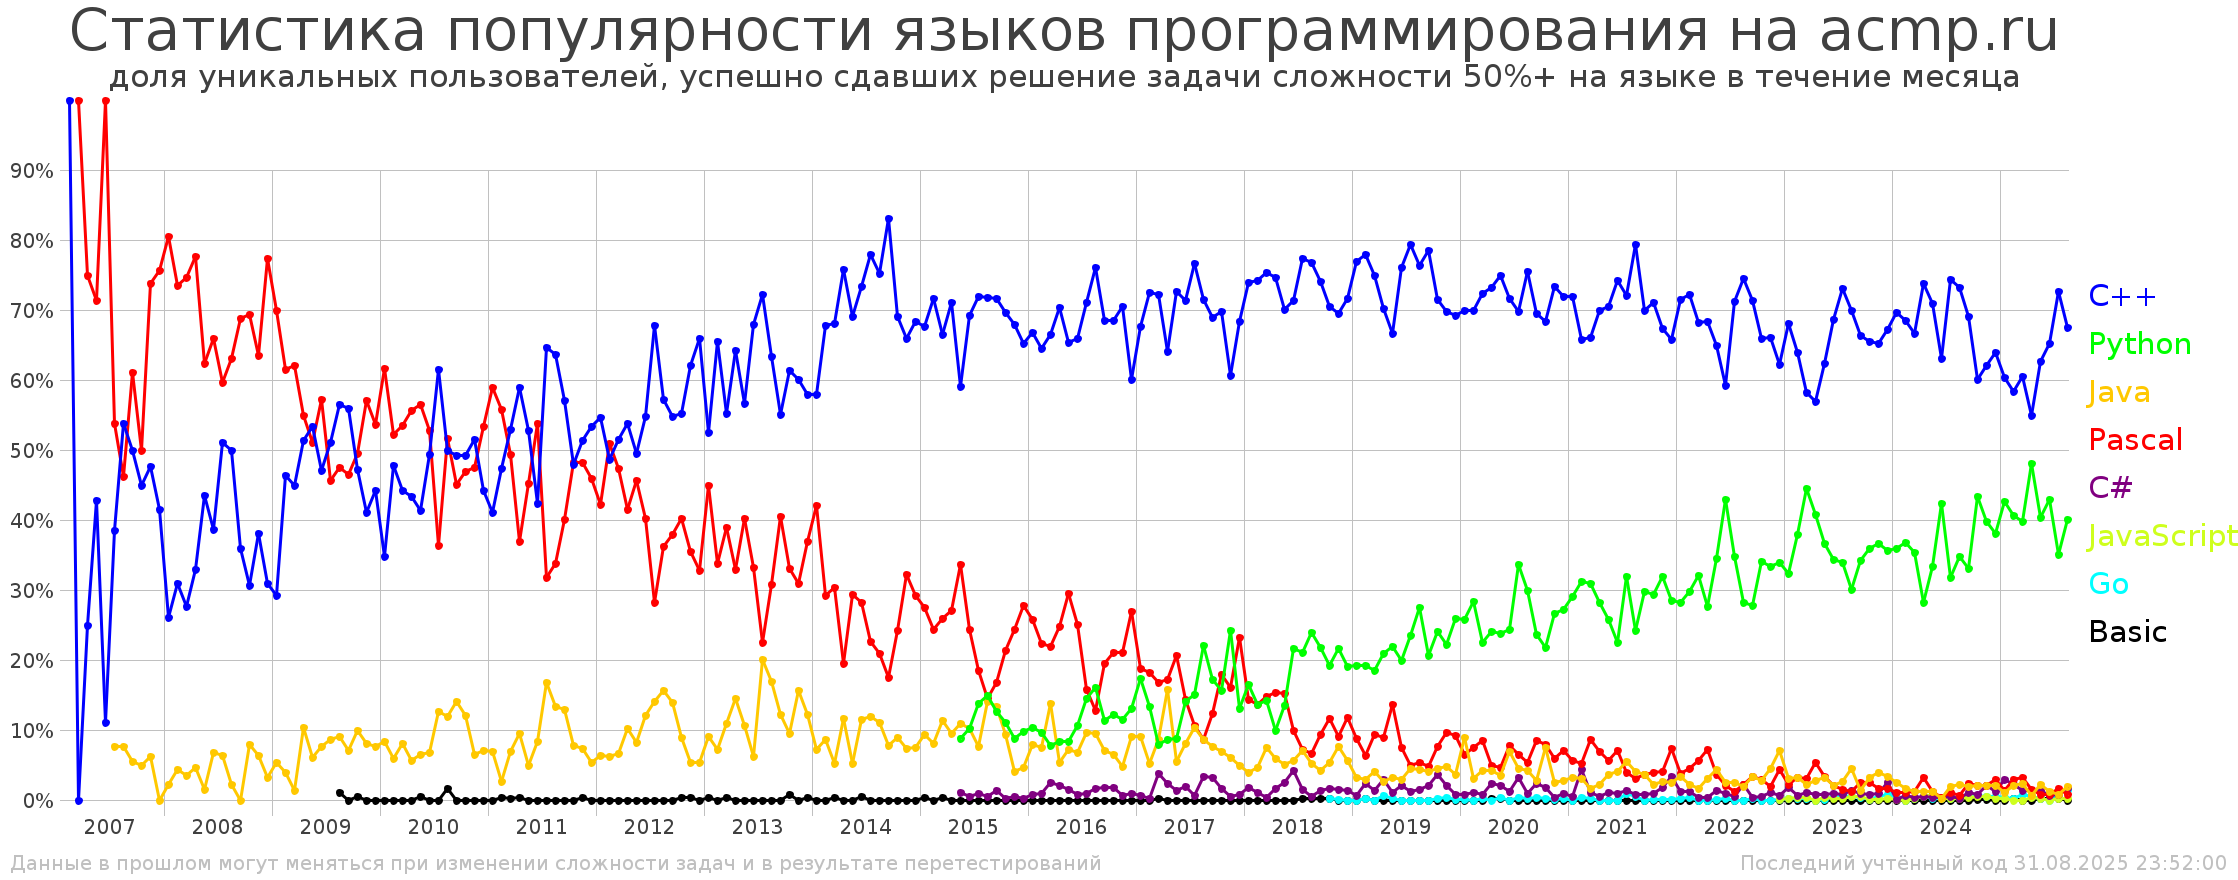 Статистика популярности языков программирования на acmp.ru
доля уникальных пользователей, успешно сдавших решение задачи сложности 50%+ на языке в течение месяца
90%
80%
70%
60%
50%
40%
30%
20%
10%
0%
2007 2008 2009 2010 2011 2012 2013 2014 2015 2016 2017 2018 2019 2020 2021 2022 2023 2024
C++
Python
Java
Pascal
C#
JavaScript
Go
Basic
Данные в прошлом могут меняться при изменении сложности задач и в результате перетестирований
Последний учтённый код 31.08.2025 23:52:00